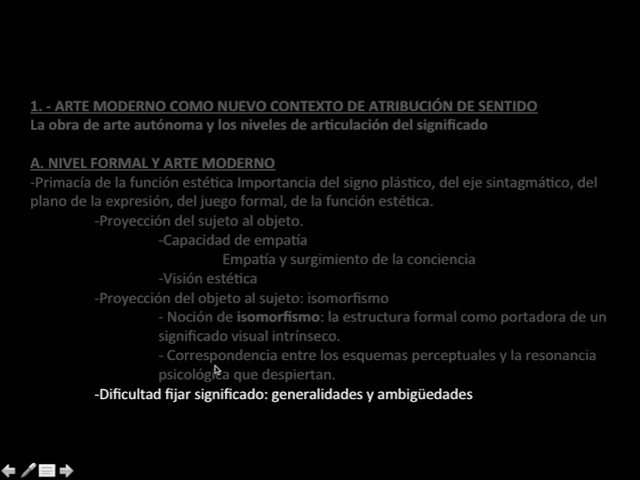 1. - ARTE MODERNO COMO NUEVO CONTEXTO DE ATRIBUCIÓN DE SENTIDO
La obra de arte autónoma y los niveles de articulación del significado
A. NIVEL FORMAL Y ARTE MODERNO
-Primacía de la función estética Importancia del signo plástico, del eje sintagmático, del
plano de la expresión, del juego formal, de la función estética.
-Proyección del sujeto al objeto.
-Capacidad de empatía
Empatía y surgimiento de la conciencia
-Visión estética
-Proyección del objeto al sujeto: isomorfismo
- Noción de isomorfismo: la estructura formal como portadora de un
significado visual intrínseco.
- Correspondencia entre los esquemas perceptuales y la resonancia
psicológica que despiertan.
-Dificultad fijar significado: generalidades y ambigüedades